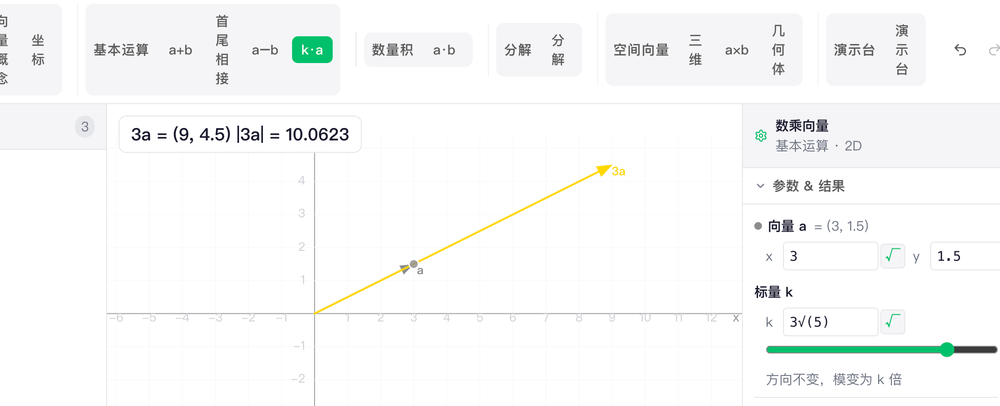 向量概念
坐标
基本运算
a+b
首尾相接
a−b
k·a
数量积
a·b
分解
分解
空间向量
三维
a×b
几何体
演示台
演示台
3
3a = (9, 4.5) |3a| = 10.0623
数乘向量
基本运算 · 2D
参数 & 结果
向量 a = (3, 1.5)
x 3 √ y 1.5
标量 k
k 3√(5) √
方向不变，模变为 k 倍
3a
a
4
3
2
1
−6 −5 −4 −3 −2 −1 1 2 3 4 5 6 7 8 9 10 11 12 x
−1
−2